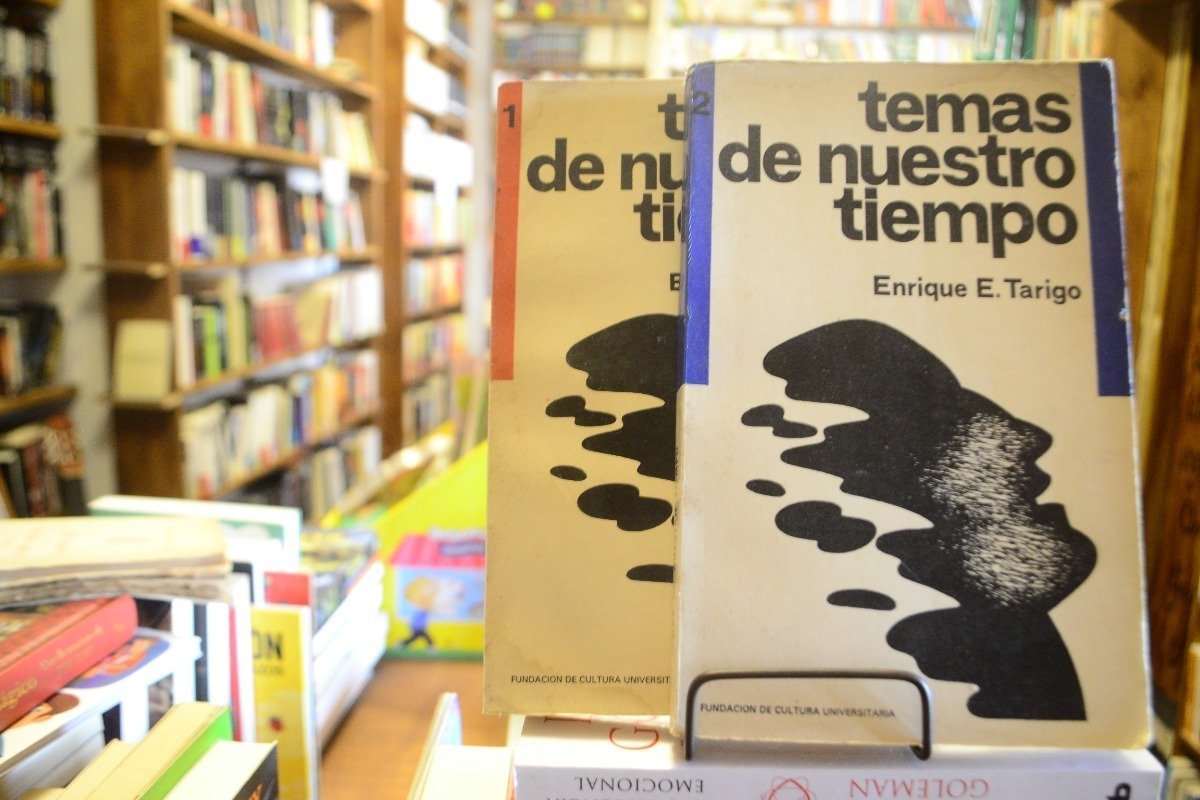 1
t
de nu
tie
E
FUNDACION DE CULTURA UNIVERSIT
2
temas
de nuestro
tiempo
Enrique E. Tarigo
FUNDACION DE CULTURA UNIVERSITARIA
EMOCIONAL
GOLEMAN
ON